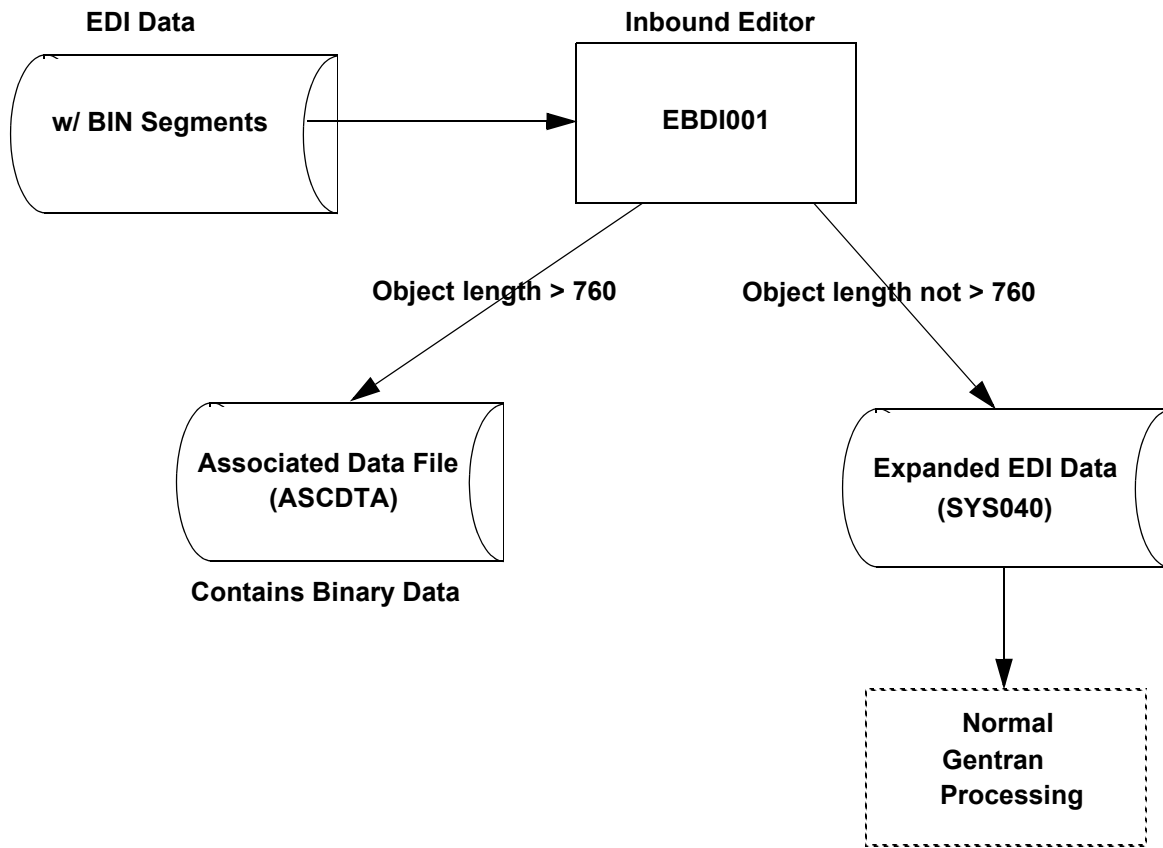 EDI Data
Inbound Editor
w/ BIN Segments
EBDI001
Object length > 760
Object length not > 760
Associated Data File
(ASCDTA)
Expanded EDI Data
(SYS040)
Contains Binary Data
Normal
Gentran
Processing